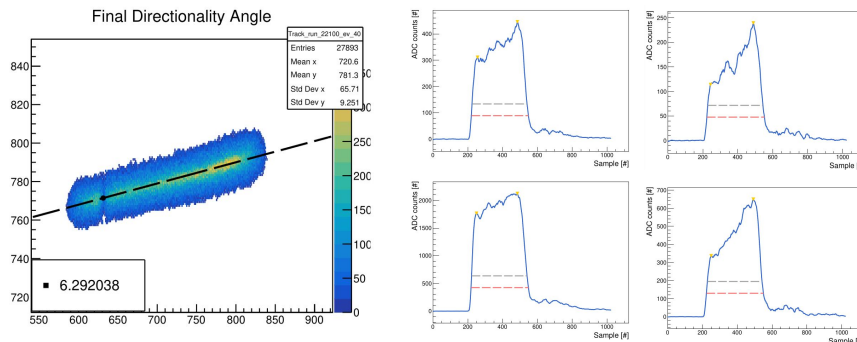 Final Directionality Angle
Track_run_22100_ev_40
Entries 27893
Mean x 720.6
Mean y 781.3
Std Dev x 65.71
Std Dev y 9.251
840
820
800
780
760
740
720
550 600 650 700 750 800 850 900
250
200
150
100
50
0
6.292038
ADC counts [#]
400
300
200
100
0
0 200 400 600 800 1000
Sample [#]
ADC counts [#]
250
200
150
100
50
0
0 200 400 600 800 1000
Sample [#]
ADC counts [#]
2000
1500
1000
500
0
0 200 400 600 800 1000
Sample [#]
ADC counts [#]
700
600
500
400
300
200
100
0
0 200 400 600 800 1000
Sample [#]